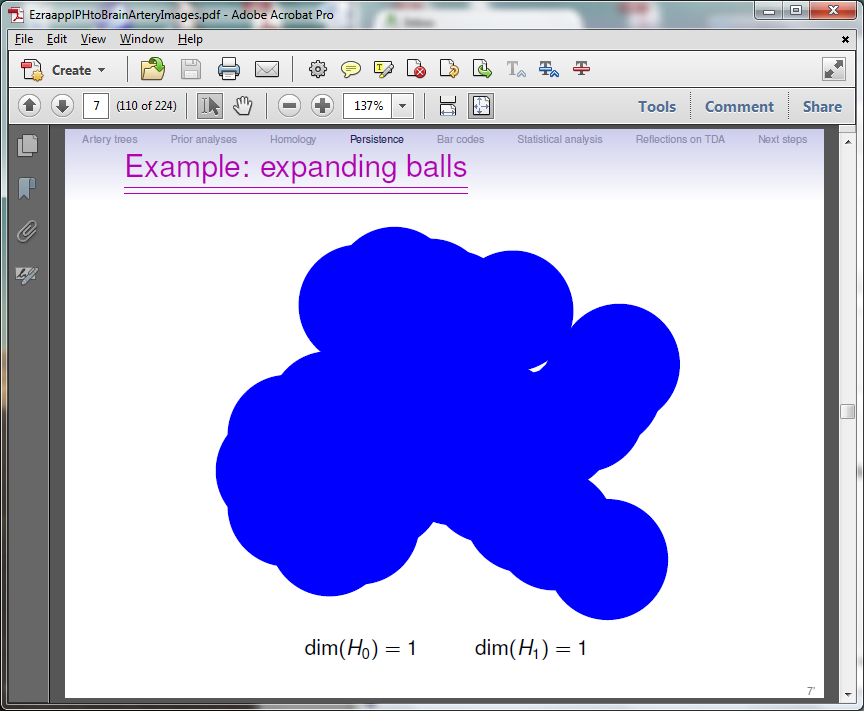 EzraapplPHtoBrainArteryImages.pdf - Adobe Acrobat Pro
File Edit View Window Help
Create
7 (110 of 224) 137% Tools Comment Share
Artery trees Prior analyses Homology Persistence Bar codes Statistical analysis Reflections on TDA Next steps
Example: expanding balls
dim(H₀) = 1 dim(H₁) = 1
7'